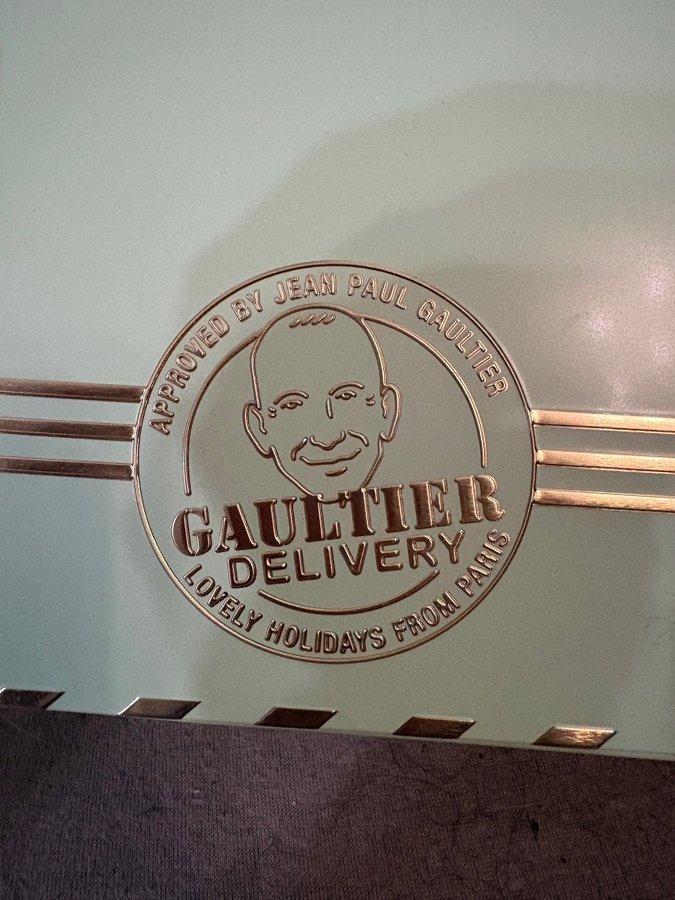 APPROVED BY JEAN PAUL GAULTIER
GAULTIER
DELIVERY
LOVELY HOLIDAYS FROM PARIS